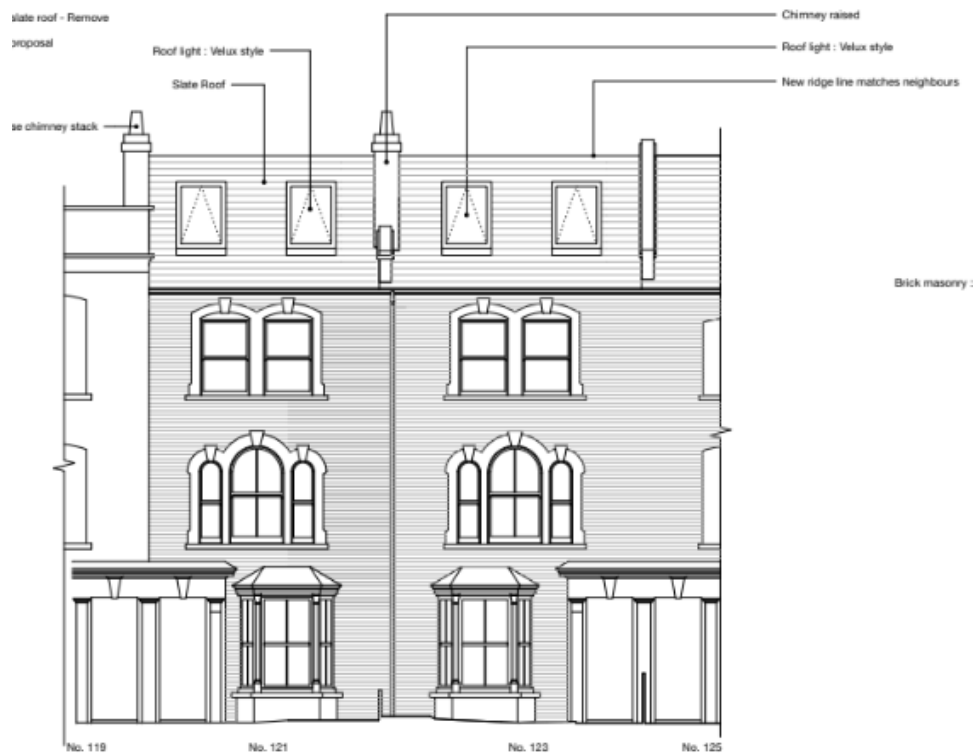 slate roof - Remove
proposal
Chimney raised
Roof light : Velux style
Roof light : Velux style
Slate Roof
New ridge line matches neighbours
chimney stack
Brick masonry :
No. 119
No. 121
No. 123
No. 125